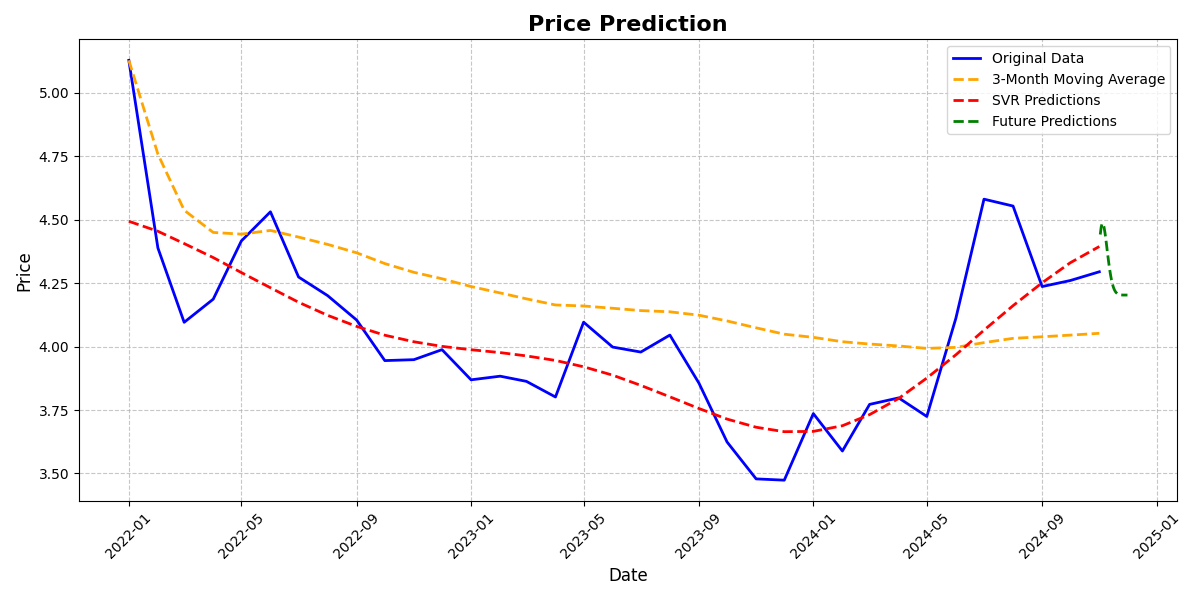 Price Prediction
Original Data
3-Month Moving Average
SVR Predictions
Future Predictions
Price
5.00
4.75
4.50
4.25
4.00
3.75
3.50
2022-01
2022-05
2022-09
2023-01
2023-05
2023-09
2024-01
2024-05
2024-09
2025-01
Date